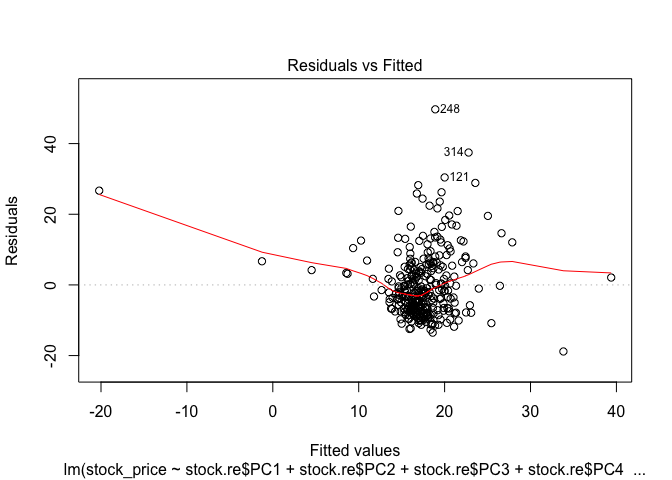 Residuals vs Fitted
248
314
121
40
20
0
-20
Residuals
-20 -10 0 10 20 30 40
Fitted values
lm(stock_price ~ stock.re$PC1 + stock.re$PC2 + stock.re$PC3 + stock.re$PC4 ...